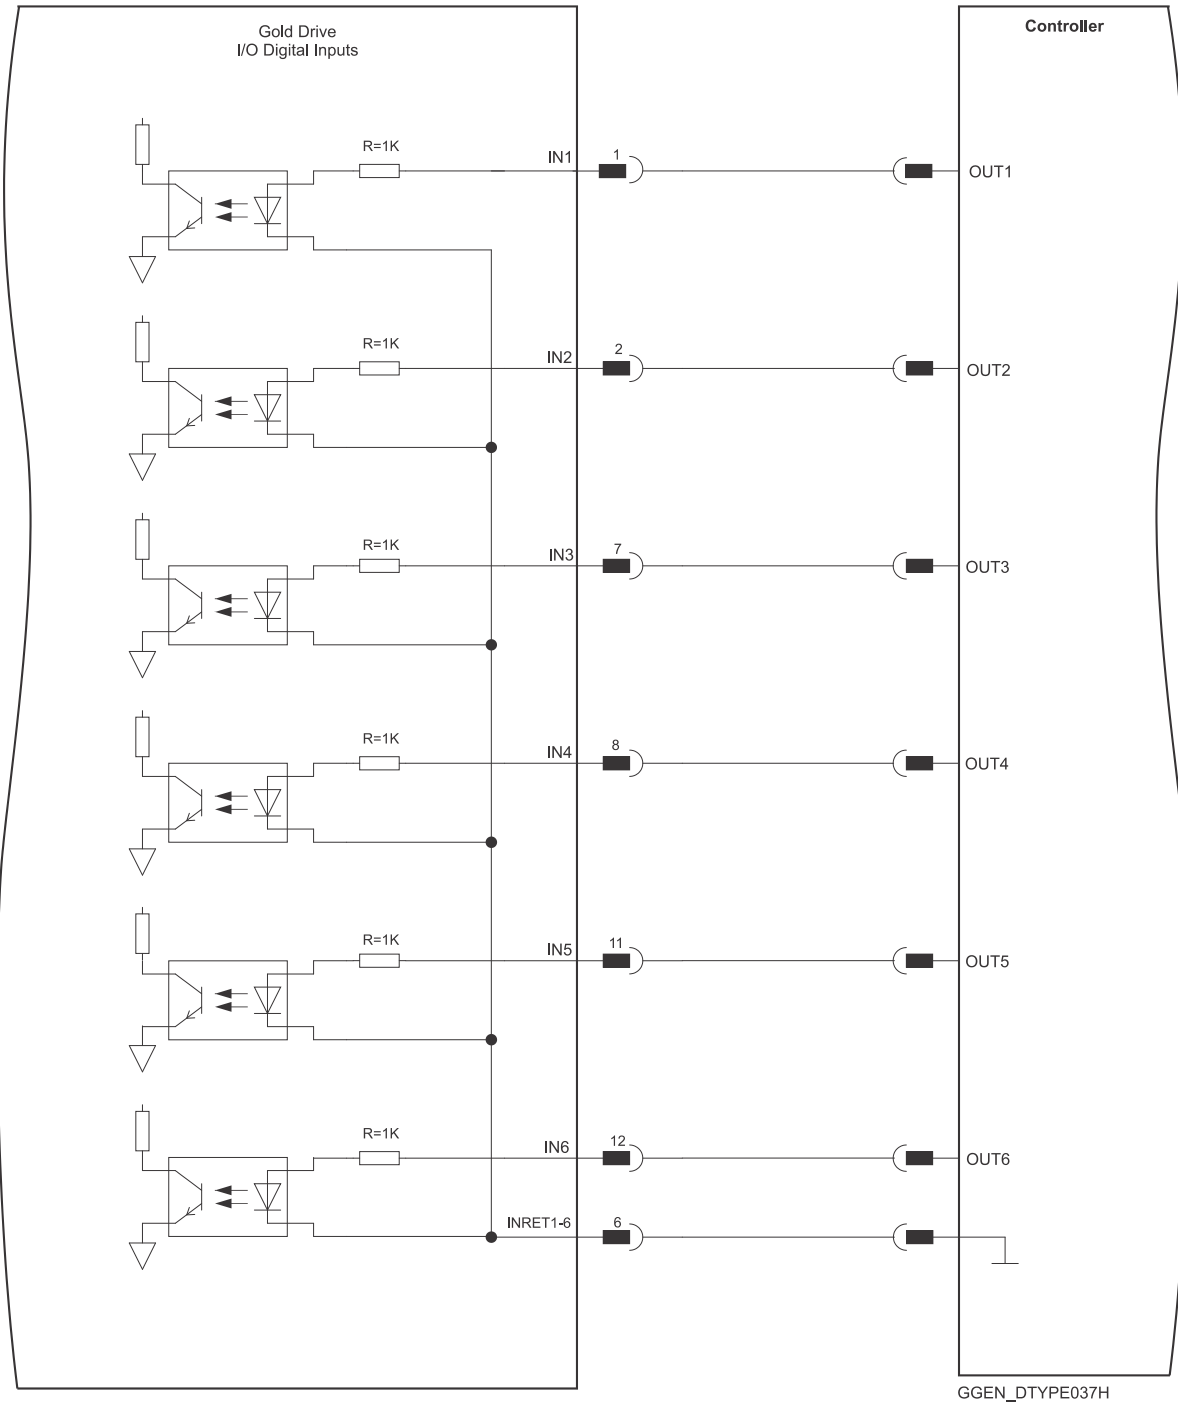 Gold Drive
I/O Digital Inputs
Controller
R=1K
IN1
1
OUT1
R=1K
IN2
2
OUT2
R=1K
IN3
7
OUT3
R=1K
IN4
8
OUT4
R=1K
IN5
11
OUT5
R=1K
IN6
12
OUT6
INRET1-6
6
GGEN_DTYPE037H